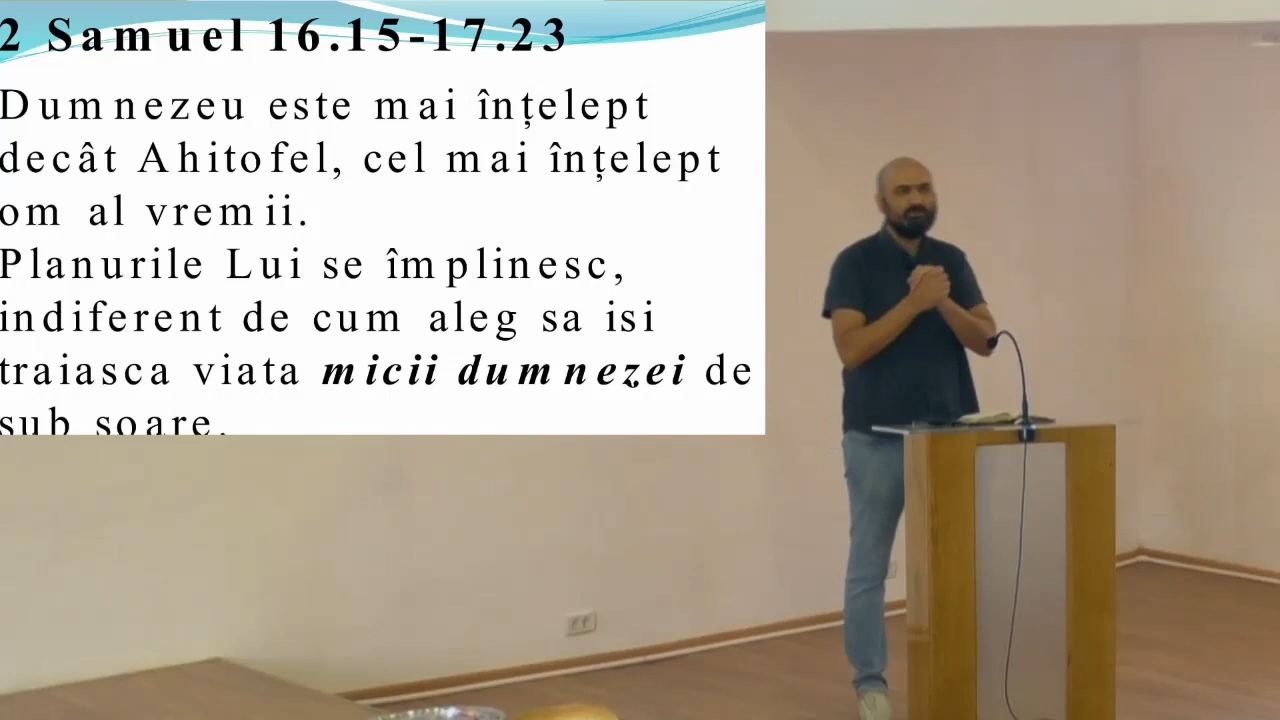 2 Samuel 16.15-17.23
Dumnezeu este mai înțelept
decât Ahitofel, cel mai înțelept
om al vremii.
Planurile Lui se împlinesc,
indiferent de cum aleg sa isi
traiasca viata micii dumnezei de
sub soare.